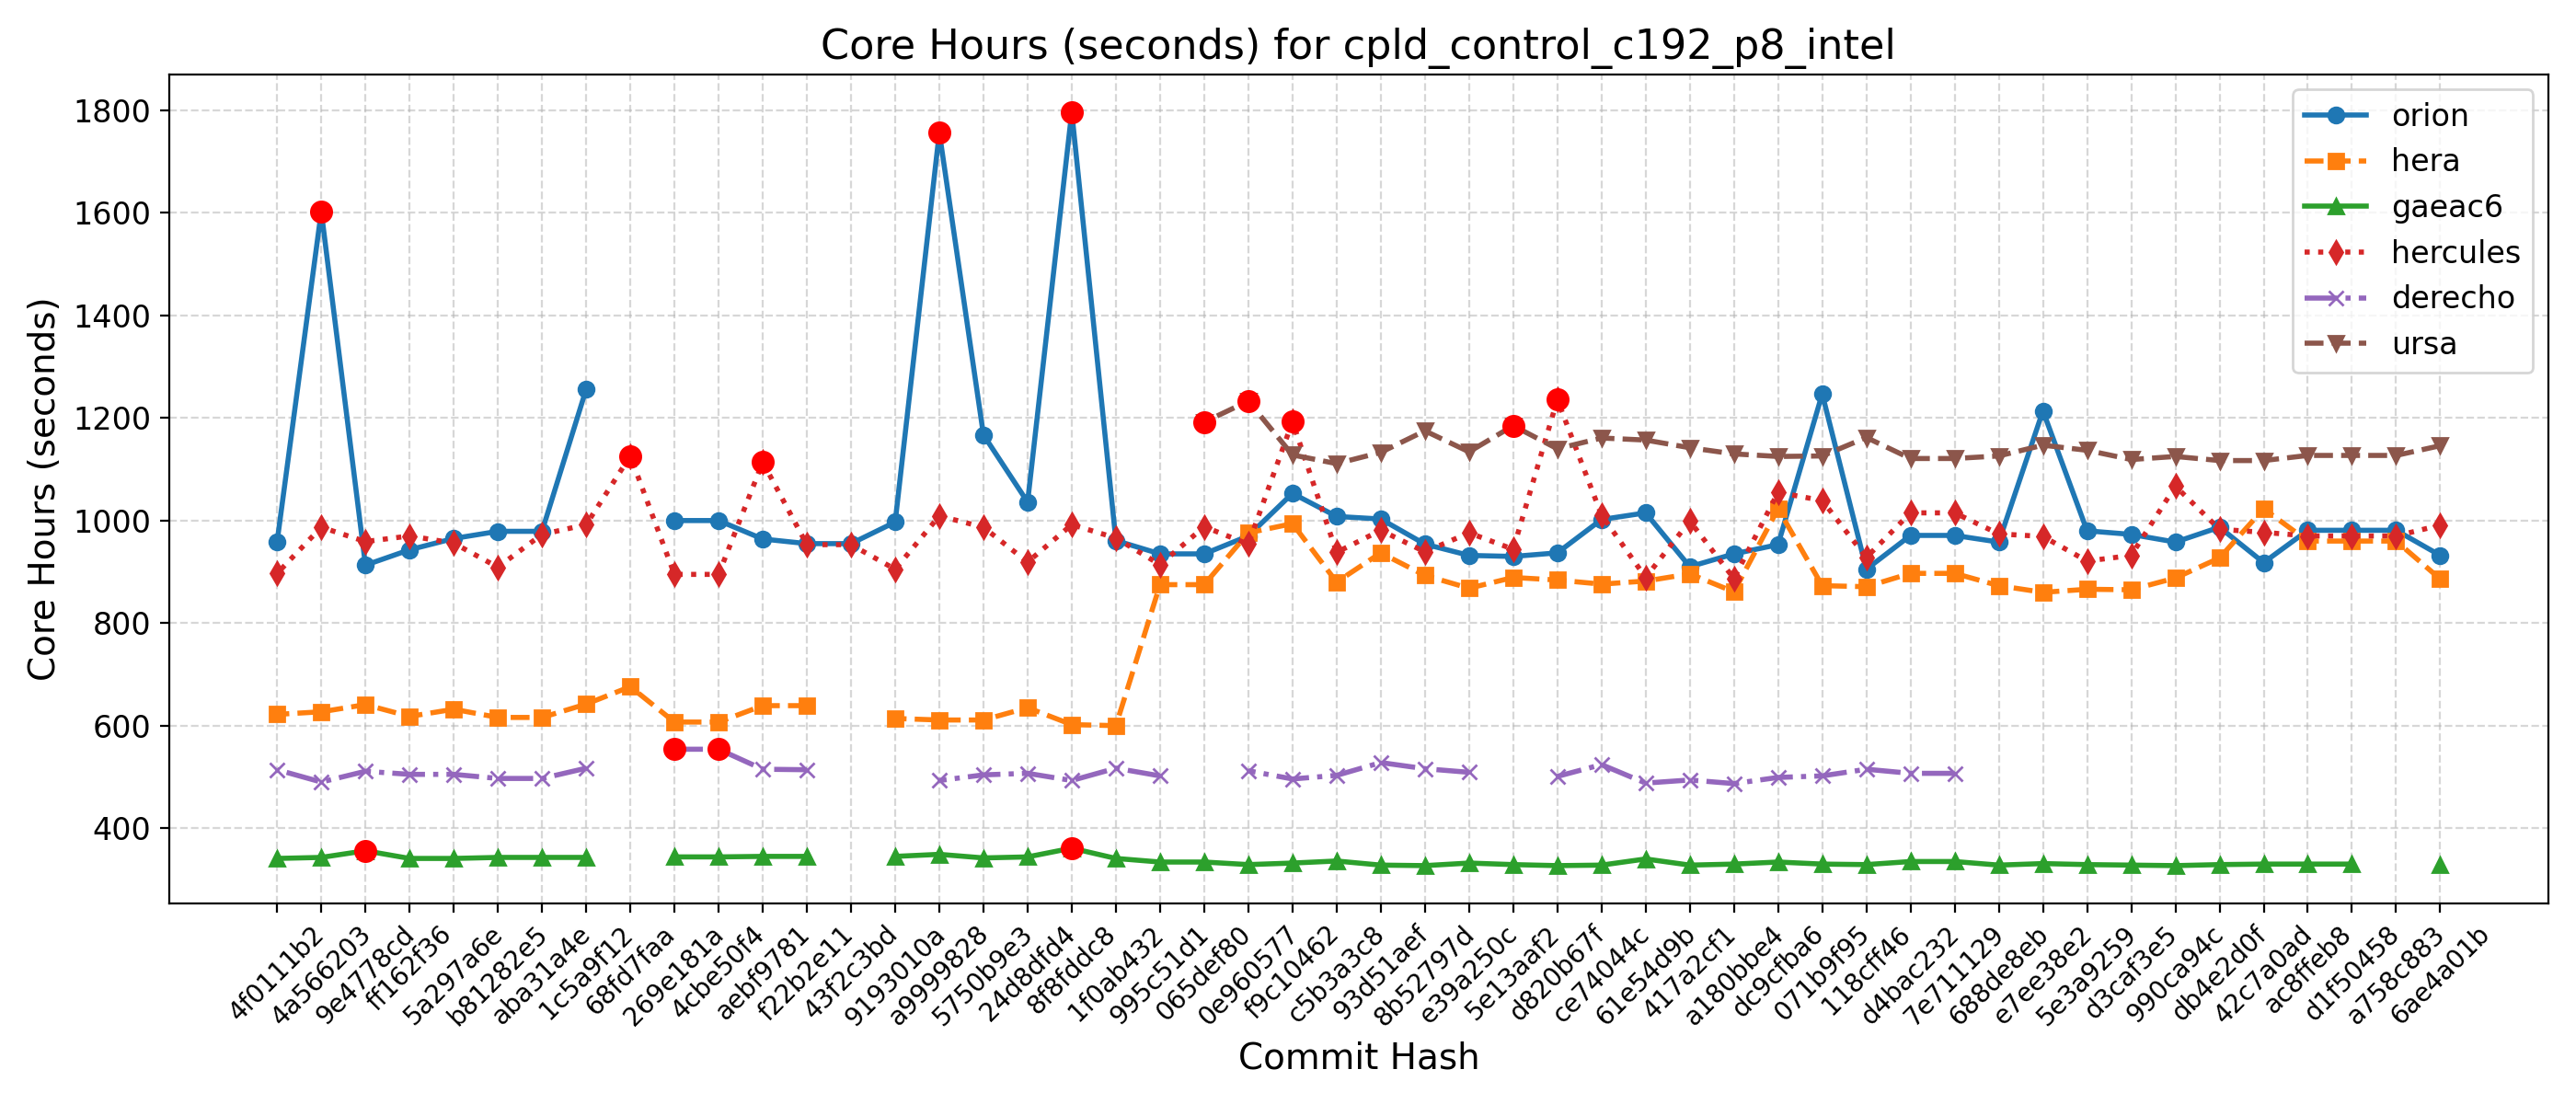 Core Hours (seconds) for cpld_control_c192_p8_intel
Core Hours (seconds)
1800
1600
1400
1200
1000
800
600
400
orion
hera
gaeac6
hercules
derecho
ursa
4f0111b2
4a566203
9e4778cd
ff162f36
5a297a6e
b81282e5
aba31a4e
1c5a9f12
68fd7faa
269e181a
4cbe50f4
aebf9781
f22b2e11
43f2c3bd
9193010a
a9999828
5750b9e3
24d8dfd4
8f8fddc8
1f0ab432
995c51d1
065def80
0e960577
f9c10462
c5b3a3c8
93d51aef
8b52797d
e39a250c
5e13aaf2
d820b67f
ce74044c
61e54d9b
417a2cf1
a180bbe4
dc9cfba6
071b9f95
118cff46
d4bac232
7e711129
688de8eb
e7ee38e2
5e3a9259
d3caf3e5
990ca94c
db4e2d0f
42c7a0ad
ac8ffeb8
d1f50458
a758c883
6ae4a01b
Commit Hash